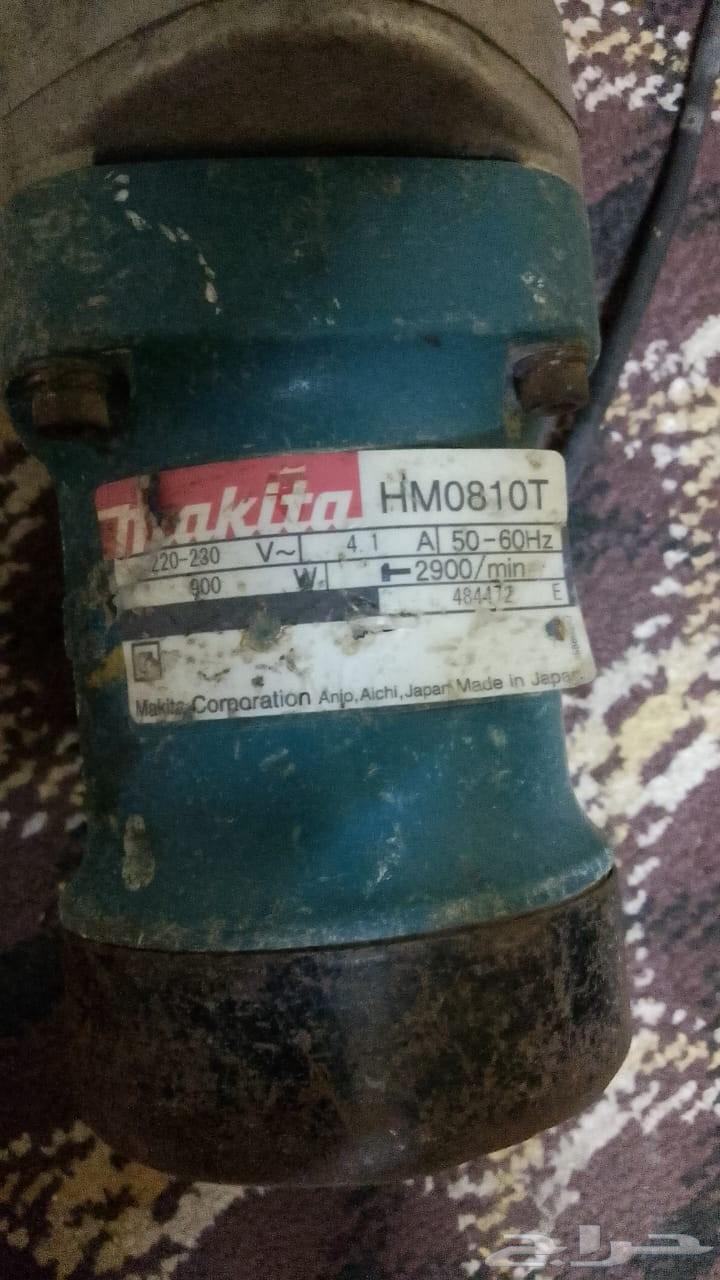 makita HM0810T
220-230 V~ 4.1 A 50-60Hz
900 W. 2900/min
484472 E
Makita Corporation Anjo, Aichi, Japan Made in Japan
حراج